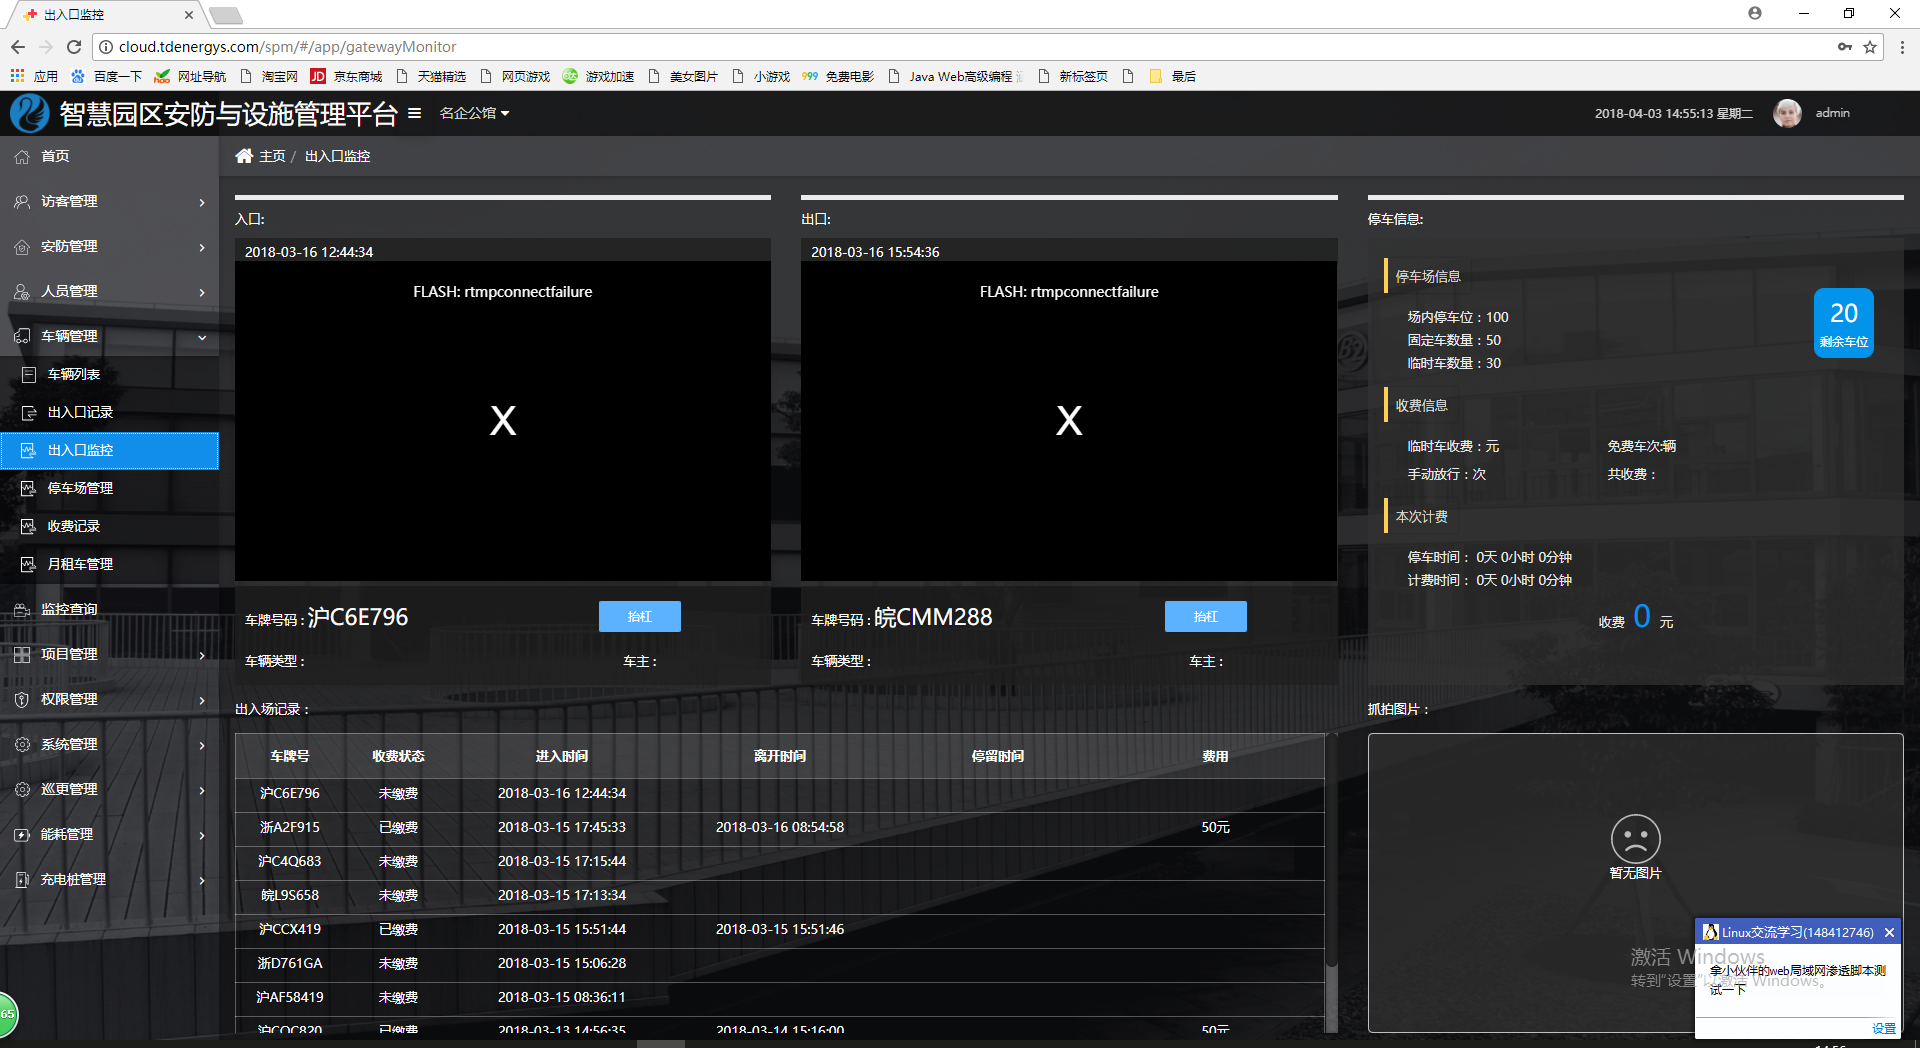 出入口监控
cloud.tdenergys.com/spm/#/app/gatewayMonitor
应用 百度一下 网址导航 淘宝网 JD 京东商城 天猫精选 网页游戏 游戏加速 美女图片 小游戏 999 免费电影 Java Web高级编程 新标签页 最后
智慧园区安防与设施管理平台 名企公馆 2018-04-03 14:55:13 星期二 admin
首页
访客管理
安防管理
人员管理
车辆管理
车辆列表
出入口记录
出入口监控
停车场管理
收费记录
月租车管理
监控查询
项目管理
权限管理
系统管理
巡更管理
能耗管理
充电桩管理
65
主页 / 出入口监控
入口:
2018-03-16 12:44:34
FLASH: rtmpconnectfailure
X
车牌号码 : 沪C6E796 抬杠
车辆类型 : 车主 :
出口:
2018-03-16 15:54:36
FLASH: rtmpconnectfailure
X
车牌号码 : 皖CMM288 抬杠
车辆类型 : 车主 :
停车信息:
停车场信息
场内停车位 : 100
固定车数量 : 50
临时车数量 : 30
20
剩余车位
收费信息
临时车收费 : 元 免费车次:辆
手动放行 : 次 共收费 :
本次计费
停车时间 : 0天 0小时 0分钟
计费时间 : 0天 0小时 0分钟
收费 0 元
出入场记录 :
车牌号 收费状态 进入时间 离开时间 停留时间 费用
沪C6E796 未缴费 2018-03-16 12:44:34
浙A2F915 已缴费 2018-03-15 17:45:33 2018-03-16 08:54:58 50元
沪C4Q683 未缴费 2018-03-15 17:15:44
皖L9S658 未缴费 2018-03-15 17:13:34
沪CCX419 已缴费 2018-03-15 15:51:44 2018-03-15 15:51:46
浙D761GA 未缴费 2018-03-15 15:06:28
沪AF58419 未缴费 2018-03-15 08:36:11
已缴费 2018-03-13 14:56:35 2018-03-14 15:16:00 50元
抓拍图片 :
暂无图片
激活 Windows
转到"设置"以激活 Windows。
Linux交流学习(148412746)
拿小伙伴的web局域网渗透脚本测
试一下
设置